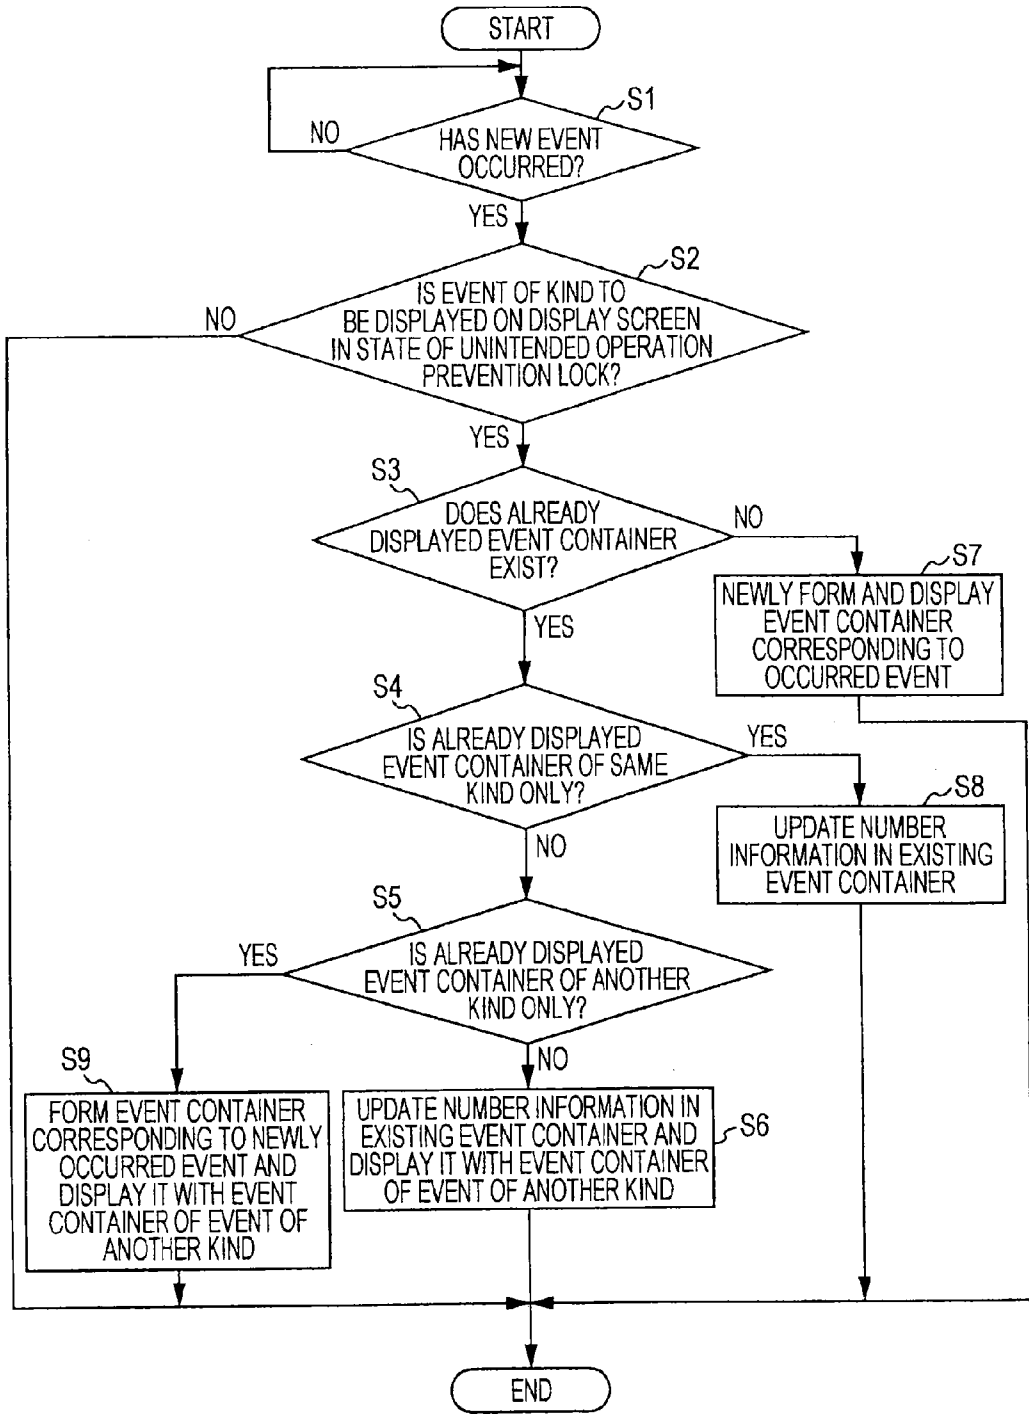 START
S1
NO
HAS NEW EVENT
OCCURRED?
YES
S2
NO
IS EVENT OF KIND TO
BE DISPLAYED ON DISPLAY SCREEN
IN STATE OF UNINTENDED OPERATION
PREVENTION LOCK?
YES
S3
DOES ALREADY
DISPLAYED EVENT CONTAINER
EXIST?
NO
S7
NEWLY FORM AND DISPLAY
EVENT CONTAINER
CORRESPONDING TO
OCCURRED EVENT
YES
S4
IS ALREADY DISPLAYED
EVENT CONTAINER OF SAME
KIND ONLY?
YES
S8
UPDATE NUMBER
INFORMATION IN EXISTING
EVENT CONTAINER
NO
S5
YES
IS ALREADY DISPLAYED
EVENT CONTAINER OF ANOTHER
KIND ONLY?
NO
S9
FORM EVENT CONTAINER
CORRESPONDING TO NEWLY
OCCURRED EVENT AND
DISPLAY IT WITH EVENT
CONTAINER OF EVENT OF
ANOTHER KIND
UPDATE NUMBER INFORMATION IN
EXISTING EVENT CONTAINER AND
DISPLAY IT WITH EVENT CONTAINER
OF EVENT OF ANOTHER KIND
S6
END